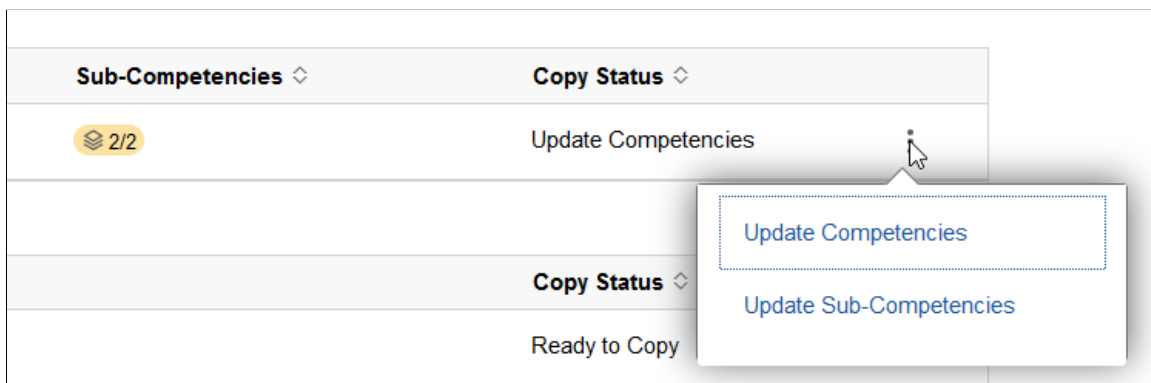 Sub-Competencies Copy Status
2/2 Update Competencies
Update Competencies
Copy Status
Update Sub-Competencies
Ready to Copy